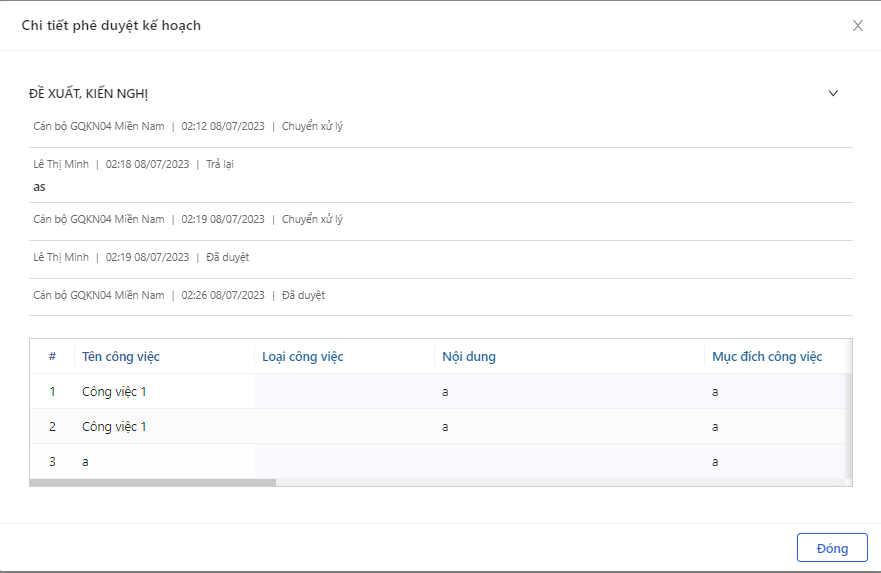 Chi tiết phê duyệt kế hoạch
ĐỀ XUẤT, KIẾN NGHỊ
Cán bộ GQKN04 Miền Nam | 02:12 08/07/2023 | Chuyển xử lý
Lê Thị Minh | 02:18 08/07/2023 | Trả lại
as
Cán bộ GQKN04 Miền Nam | 02:19 08/07/2023 | Chuyển xử lý
Lê Thị Minh | 02:19 08/07/2023 | Đã duyệt
Cán bộ GQKN04 Miền Nam | 02:26 08/07/2023 | Đã duyệt
# Tên công việc Loại công việc Nội dung Mục đích công việc
1 Công việc 1 a a
2 Công việc 1 a a
3 a a
Đóng